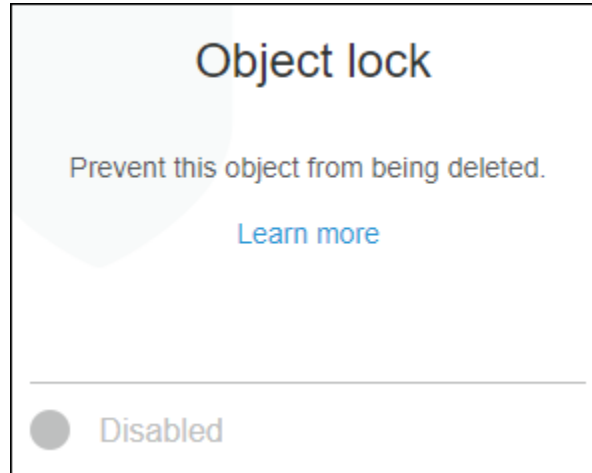 Object lock
Prevent this object from being deleted.
Learn more
Disabled